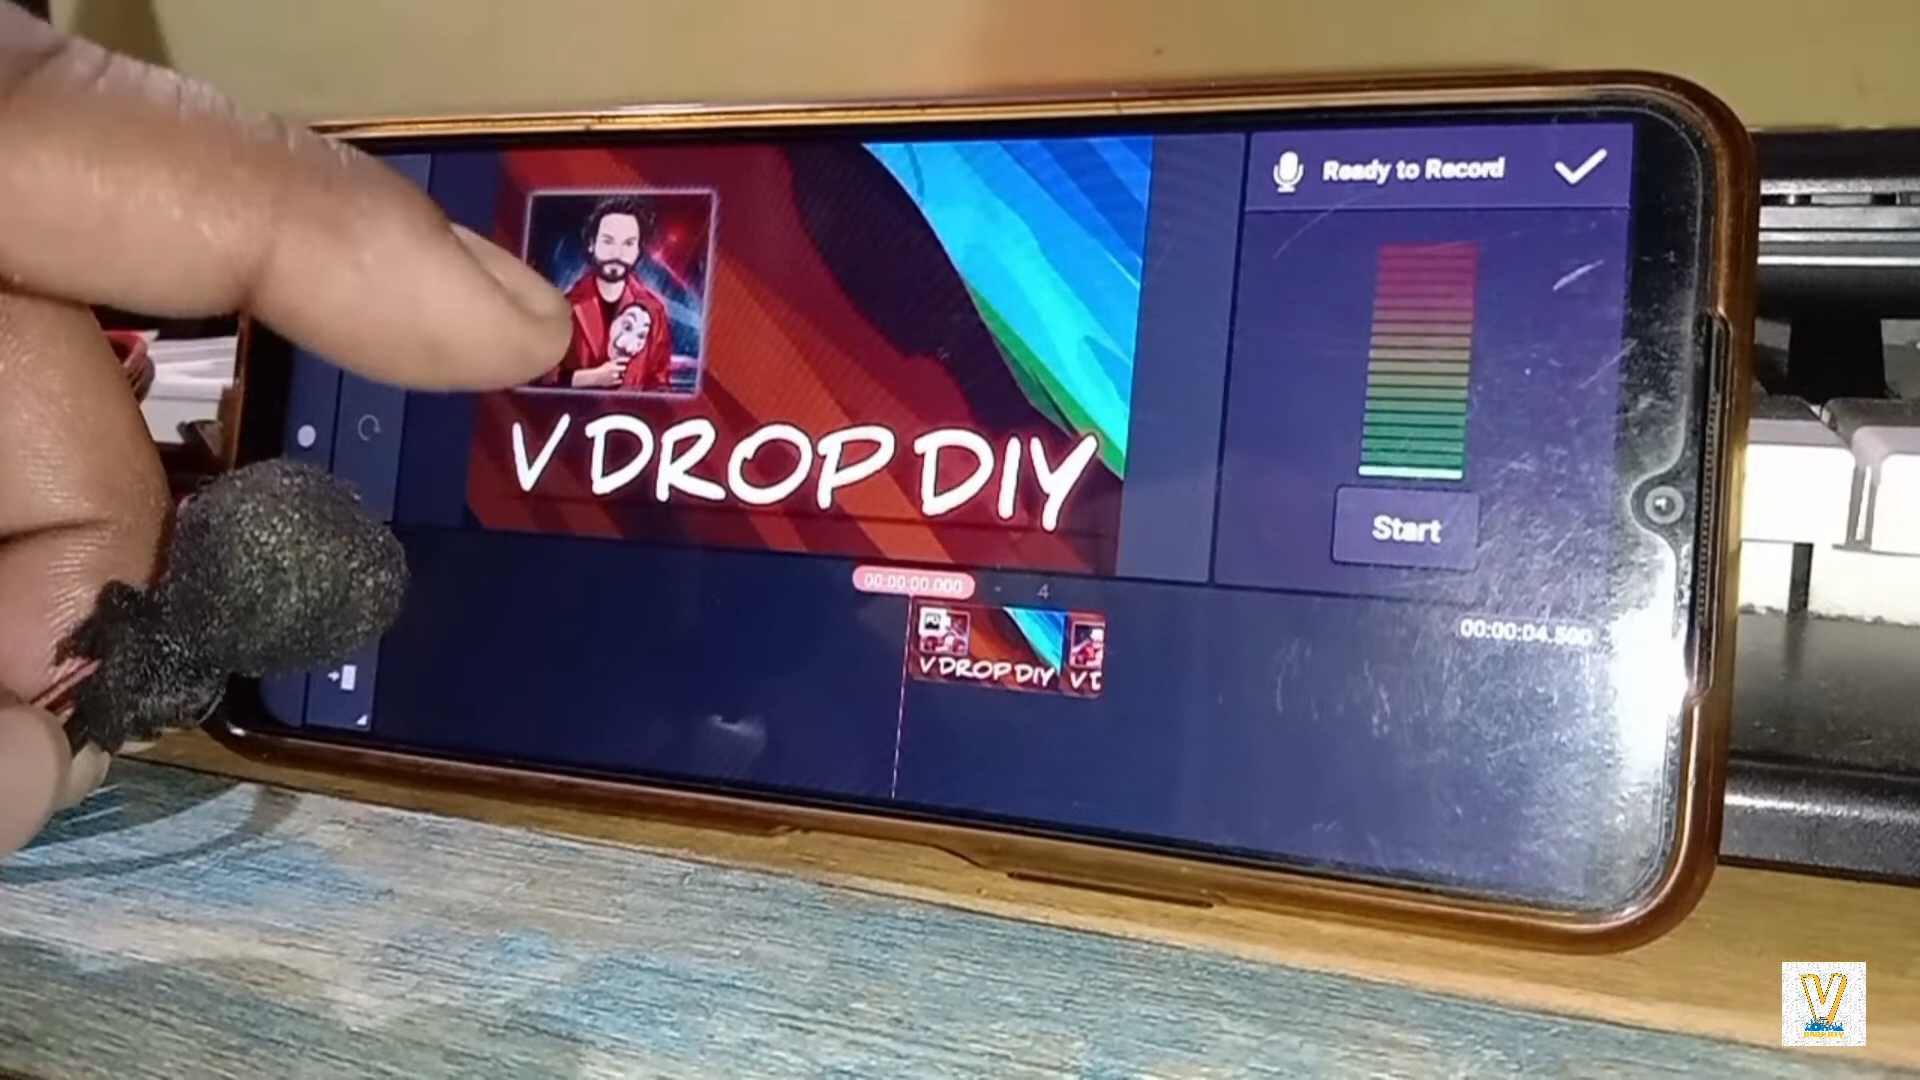 Ready to Record
V DROP DIY
Start
00:00:00.000
4
00:00:04.500
V DROP DIY
V D
V